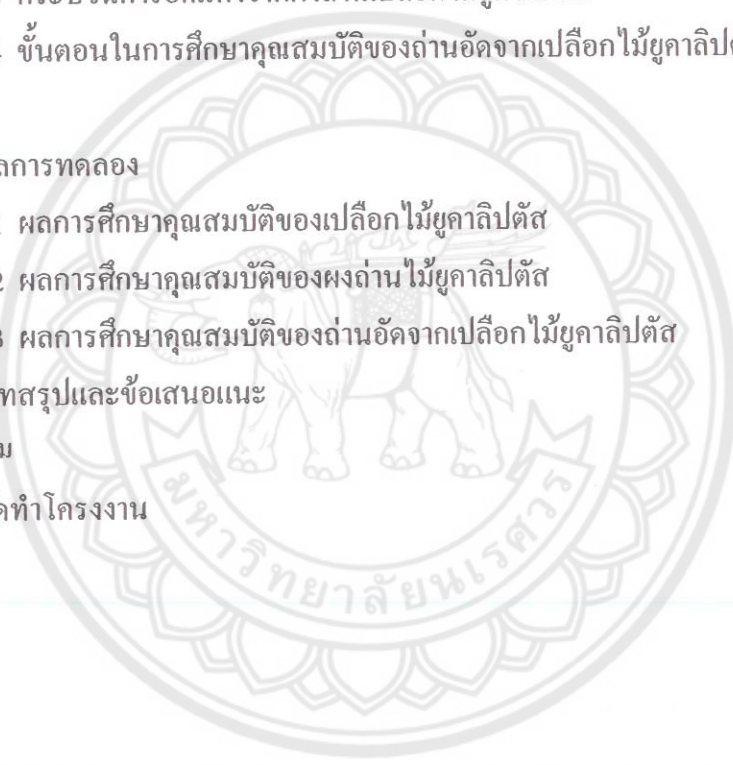 ขั้นตอนในการศึกษาคุณสมบัติของถ่านอัดจากเปลือกไม้ยูคาลิปต
ลการทดลอง
ผลการศึกษาคุณสมบัติของเปลือกไม้ยูคาลิปตัส
2 ผลการศึกษาคุณสมบัติของผงถ่านไม้ยูคาลิปตัส
3 ผลการศึกษาคุณสมบัติของถ่านอัดจากเปลือกไม้ยูคาลิปตัส
ทสรุปและข้อเสนอแนะ
ม
ดทำโครงงาน
มหาวิทยาลัยนเรศวร